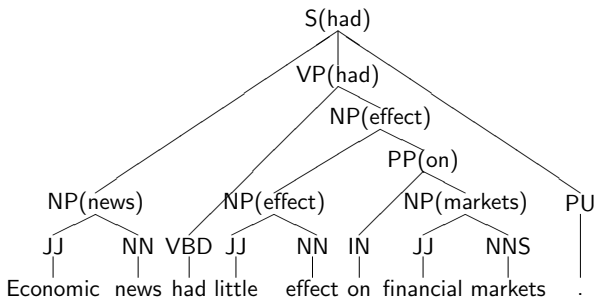 S(had)
VP(had)
NP(effect)
PP(on)
NP(news) NP(effect) NP(markets) PU
JJ NN VBD JJ NN IN JJ NNS
Economic news had little effect on financial markets .